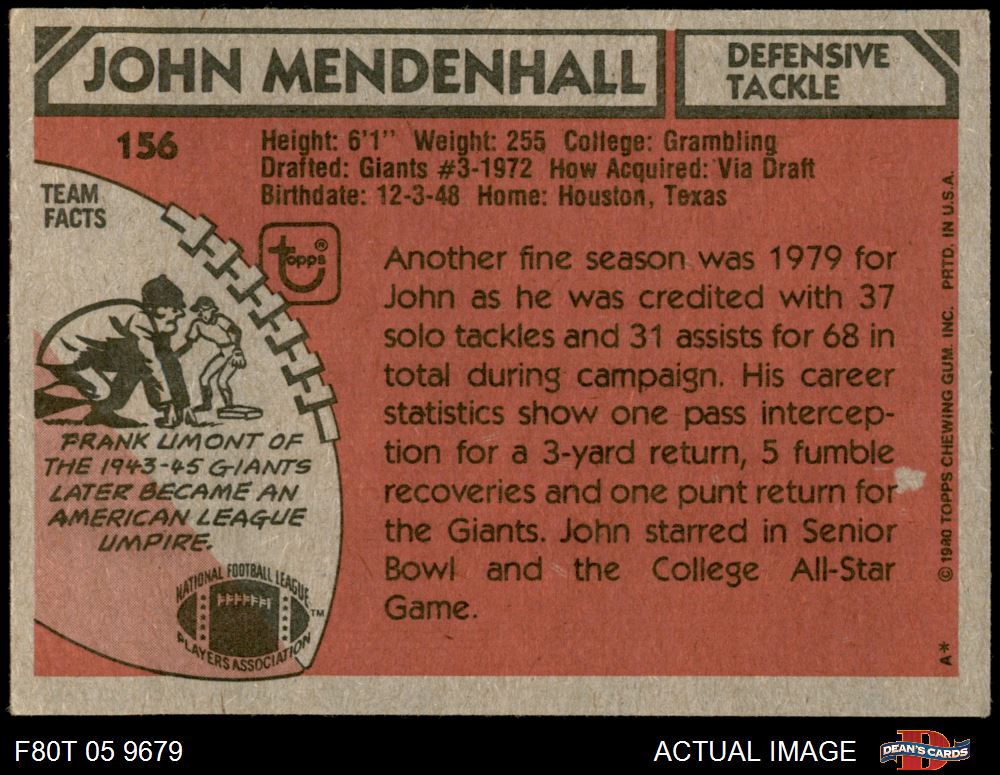 JOHN MENDENHALL
DEFENSIVE
TACKLE
156
Height: 6'1" Weight: 255 College: Grambling
Drafted: Giants #3-1972 How Acquired: Via Draft
Birthdate: 12-3-48 Home: Houston, Texas
TEAM
FACTS
topps®
Another fine season was 1979 for
John as he was credited with 37
solo tackles and 31 assists for 68 in
total during campaign. His career
statistics show one pass intercep-
tion for a 3-yard return, 5 fumble
recoveries and one punt return for
the Giants. John starred in Senior
Bowl and the College All-Star
Game.
FRANK UMONT OF
THE 1943-45 GIANTS
LATER BECAME AN
AMERICAN LEAGUE
UMPIRE.
NATIONAL FOOTBALL LEAGUE
PLAYERS ASSOCIATION
TM
© 1980 TOPPS CHEWING GUM. INC. PRTD. IN U.S.A.
A*
F80T 05 9679
ACTUAL IMAGE
D
DEAN'S CARDS